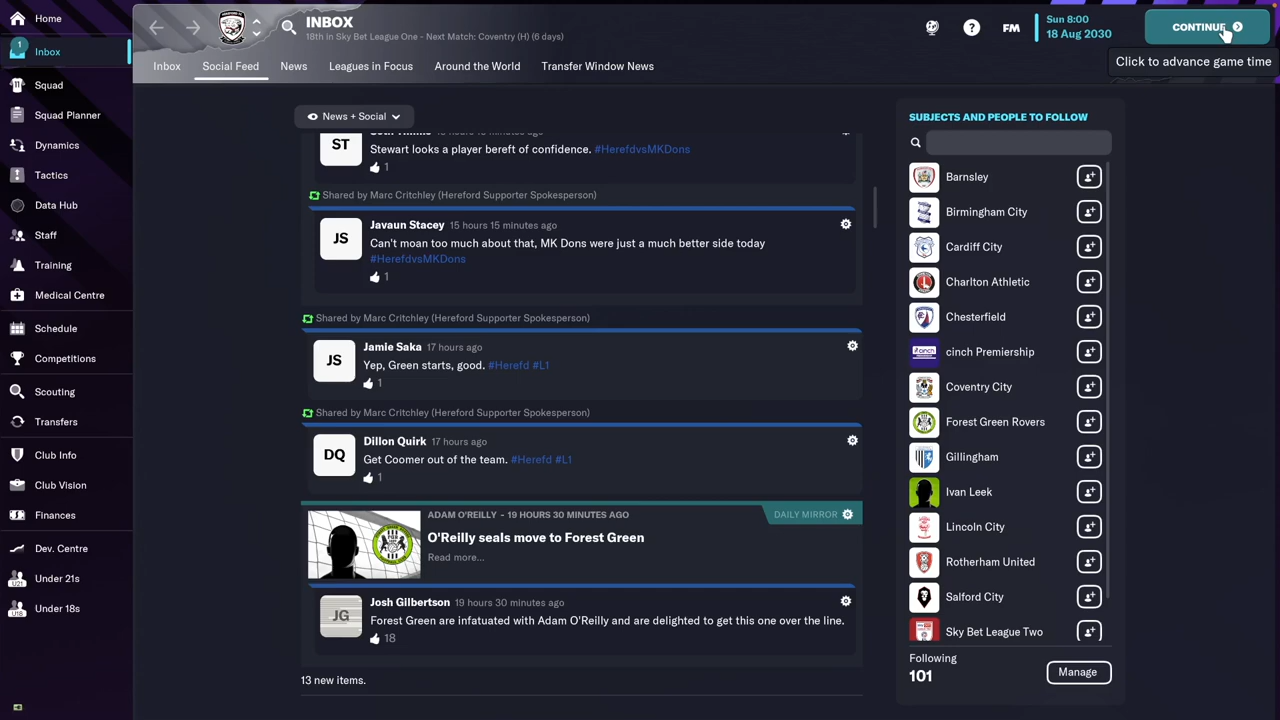 Home
INBOX
18th in Sky Bet League One - Next Match: Coventry (H) (6 days)
FM
Sun 8:00
18 Aug 2030
CONTINUE
Click to advance game time
1
Inbox
Squad
Squad Planner
Dynamics
Tactics
Data Hub
Staff
Training
Medical Centre
Schedule
Competitions
Scouting
Transfers
Club Info
Club Vision
Finances
Dev. Centre
U21
Under 21s
U18
Under 18s
Inbox
Social Feed
News
Leagues in Focus
Around the World
Transfer Window News
News + Social
ST
Stewart looks a player bereft of confidence. #HerefdvsMKDons
1
Shared by Marc Critchley (Hereford Supporter Spokesperson)
JS
Javaun Stacey 15 hours 15 minutes ago
Can't moan too much about that, MK Dons were just a much better side today
#HerefdvsMKDons
1
Shared by Marc Critchley (Hereford Supporter Spokesperson)
JS
Jamie Saka 17 hours ago
Yep, Green starts, good. #Herefd #L1
1
Shared by Marc Critchley (Hereford Supporter Spokesperson)
DQ
Dillon Quirk 17 hours ago
Get Coomer out of the team. #Herefd #L1
1
ADAM O'REILLY - 19 HOURS 30 MINUTES AGO
DAILY MIRROR
O'Reilly seals move to Forest Green
Read more...
JG
Josh Gilbertson 19 hours 30 minutes ago
Forest Green are infatuated with Adam O'Reilly and are delighted to get this one over the line.
18
13 new items.
SUBJECTS AND PEOPLE TO FOLLOW
Barnsley
Birmingham City
Cardiff City
Charlton Athletic
Chesterfield
cinch Premiership
Coventry City
Forest Green Rovers
Gillingham
Ivan Leek
Lincoln City
Rotherham United
Salford City
Sky Bet League Two
Following
101
Manage